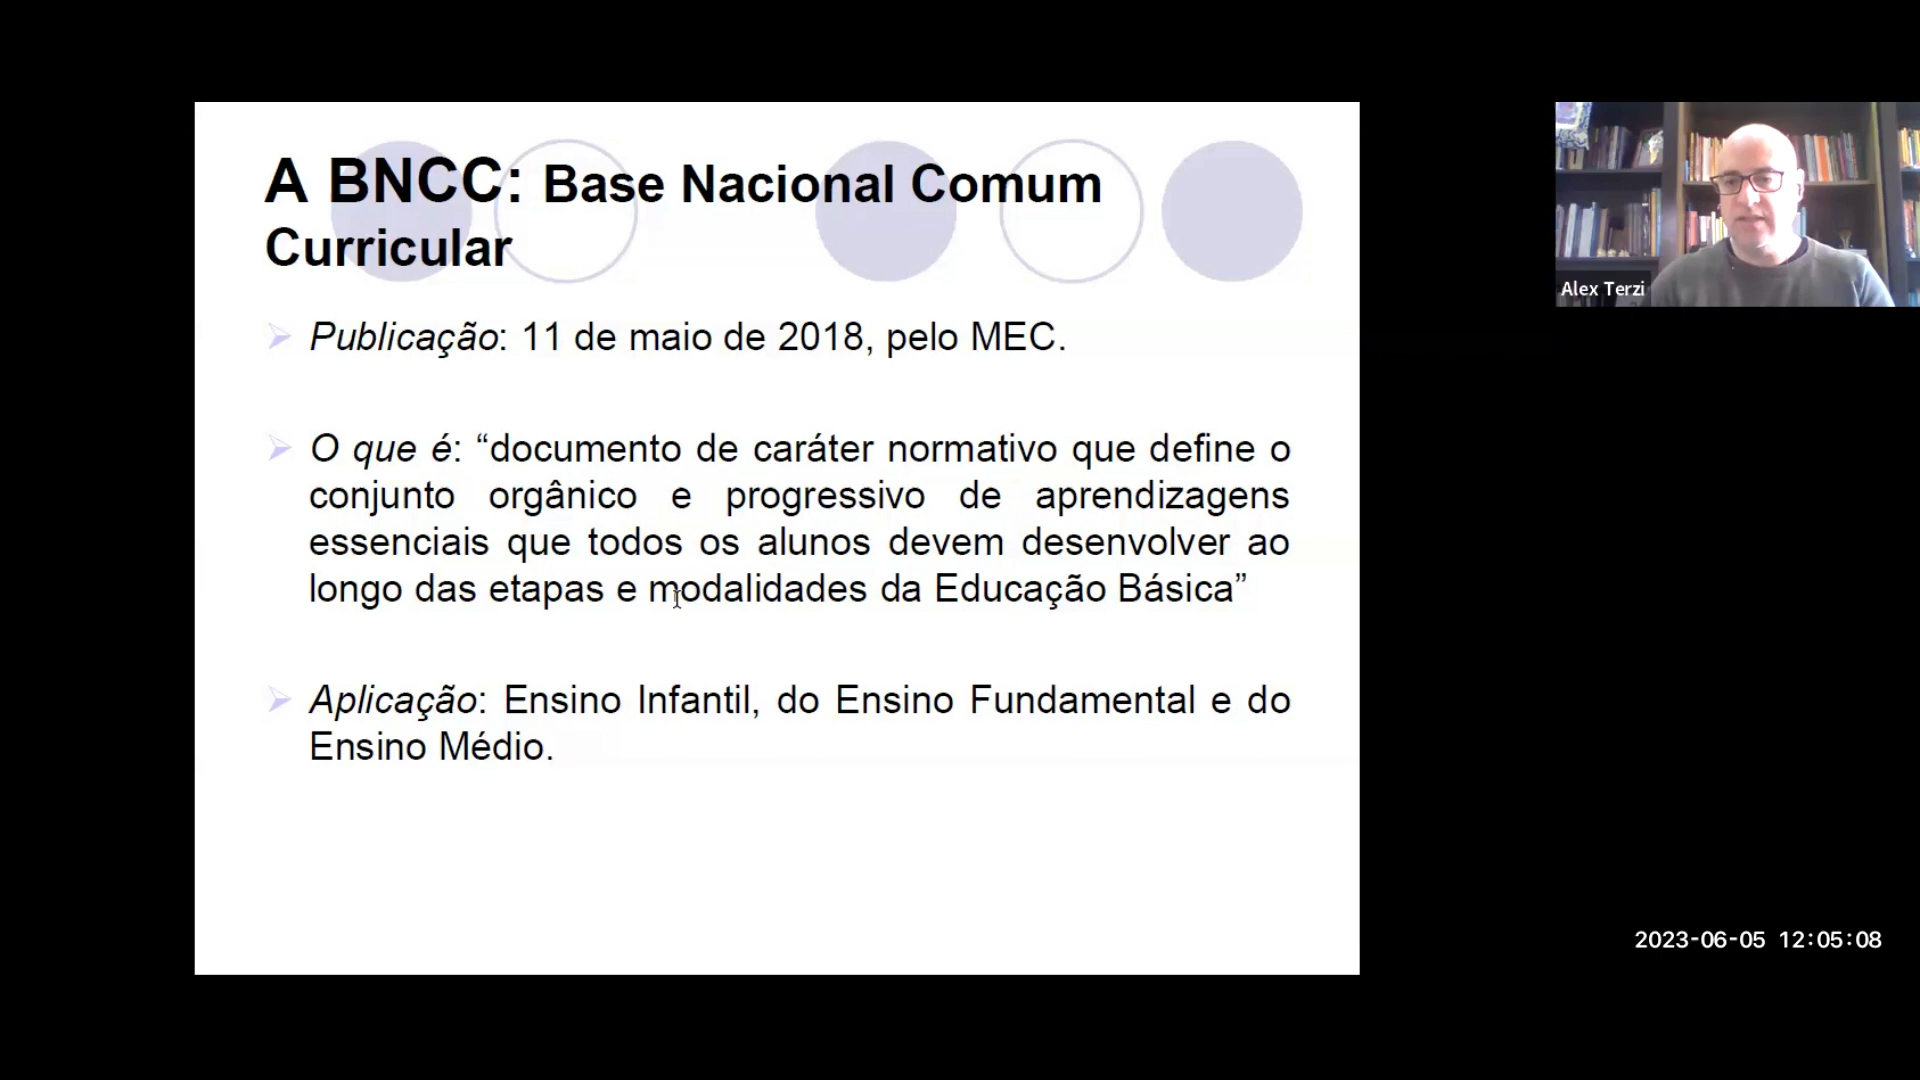 A BNCC: Base Nacional Comum
Curricular
Publicação: 11 de maio de 2018, pelo MEC.
O que é: “documento de caráter normativo que define o
conjunto orgânico e progressivo de aprendizagens
essenciais que todos os alunos devem desenvolver ao
longo das etapas e modalidades da Educação Básica”
Aplicação: Ensino Infantil, do Ensino Fundamental e do
Ensino Médio.
Alex Terzi
2023-06-05 12:05:08